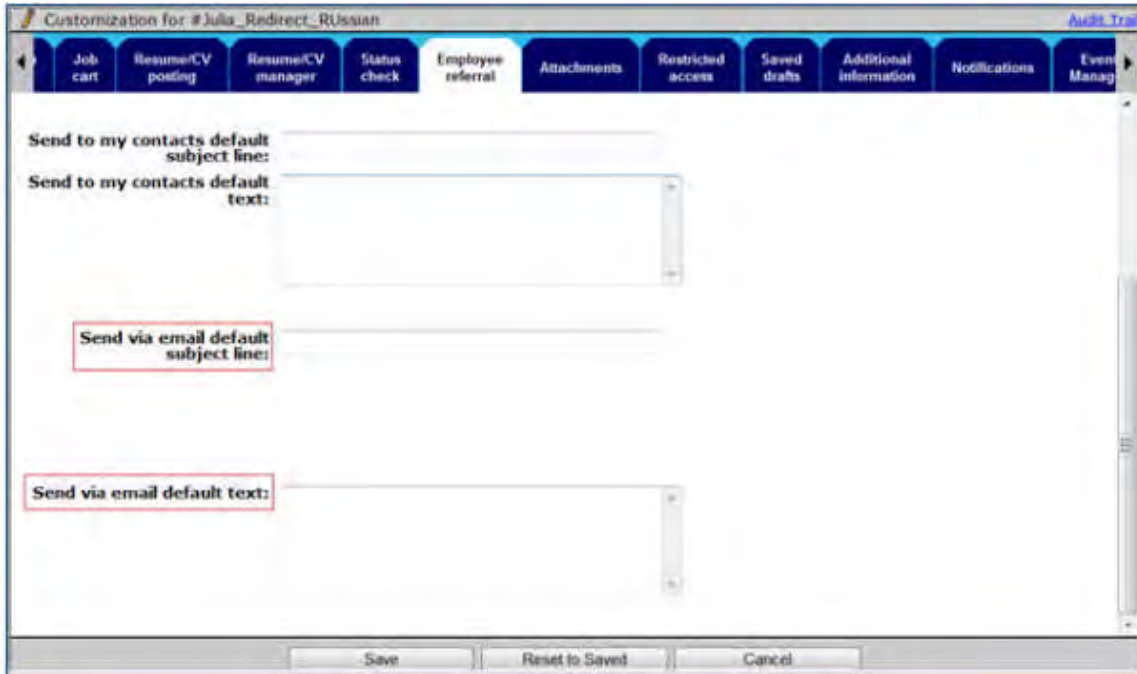 Customization for #Julia_Redirect_RUssian
Audit Trai
Job cart
Resume/CV posting
Resume/CV manager
Status check
Employee referral
Attachments
Restricted access
Saved drafts
Additional information
Notifications
Event Manag
Send to my contacts default
subject line:
Send to my contacts default
text:
Send via email default
subject line:
Send via email default text:
Save
Reset to Saved
Cancel